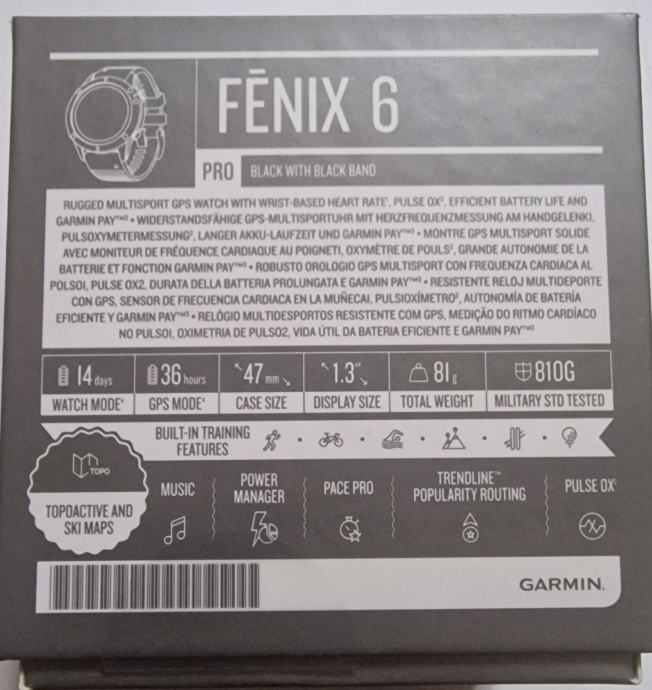 FĒNIX 6
PRO BLACK WITH BLACK BAND
RUGGED MULTISPORT GPS WATCH WITH WRIST-BASED HEART RATE¹, PULSE OX², EFFICIENT BATTERY LIFE AND
GARMIN PAY™³ • WIDERSTANDSFÄHIGE GPS-MULTISPORTUHR MIT HERZFREQUENZMESSUNG AM HANDGELENK1,
PULSOXYMETERMESSUNG², LANGER AKKU-LAUFZEIT UND GARMIN PAY™³ • MONTRE GPS MULTISPORT SOLIDE
AVEC MONITEUR DE FRÉQUENCE CARDIAQUE AU POIGNET1, OXYMÈTRE DE POULS², GRANDE AUTONOMIE DE LA
BATTERIE ET FONCTION GARMIN PAY™³ • ROBUSTO OROLOGIO GPS MULTISPORT CON FREQUENZA CARDIACA AL
POLSO1, PULSE OX2, DURATA DELLA BATTERIA PROLUNGATA E GARMIN PAY™³ • RESISTENTE RELOJ MULTIDEPORTE
CON GPS, SENSOR DE FRECUENCIA CARDIACA EN LA MUÑECA1, PULSIOXÍMETRO², AUTONOMÍA DE BATERÍA
EFICIENTE Y GARMIN PAY™³ • RELÓGIO MULTIDESPORTOS RESISTENTE COM GPS, MEDIÇÃO DO RITMO CARDÍACO
NO PULSO1, OXIMETRIA DE PULSO2, VIDA ÚTIL DA BATERIA EFICIENTE E GARMIN PAY™³
14 days 36 hours 47 mm 1.3" 81 g 810G
WATCH MODE⁴ GPS MODE⁴ CASE SIZE DISPLAY SIZE TOTAL WEIGHT MILITARY STD TESTED
BUILT-IN TRAINING
FEATURES
TOPO
TOPOACTIVE AND
SKI MAPS
MUSIC
POWER
MANAGER
PACE PRO
TRENDLINE™
POPULARITY ROUTING
PULSE OX²
GARMIN.